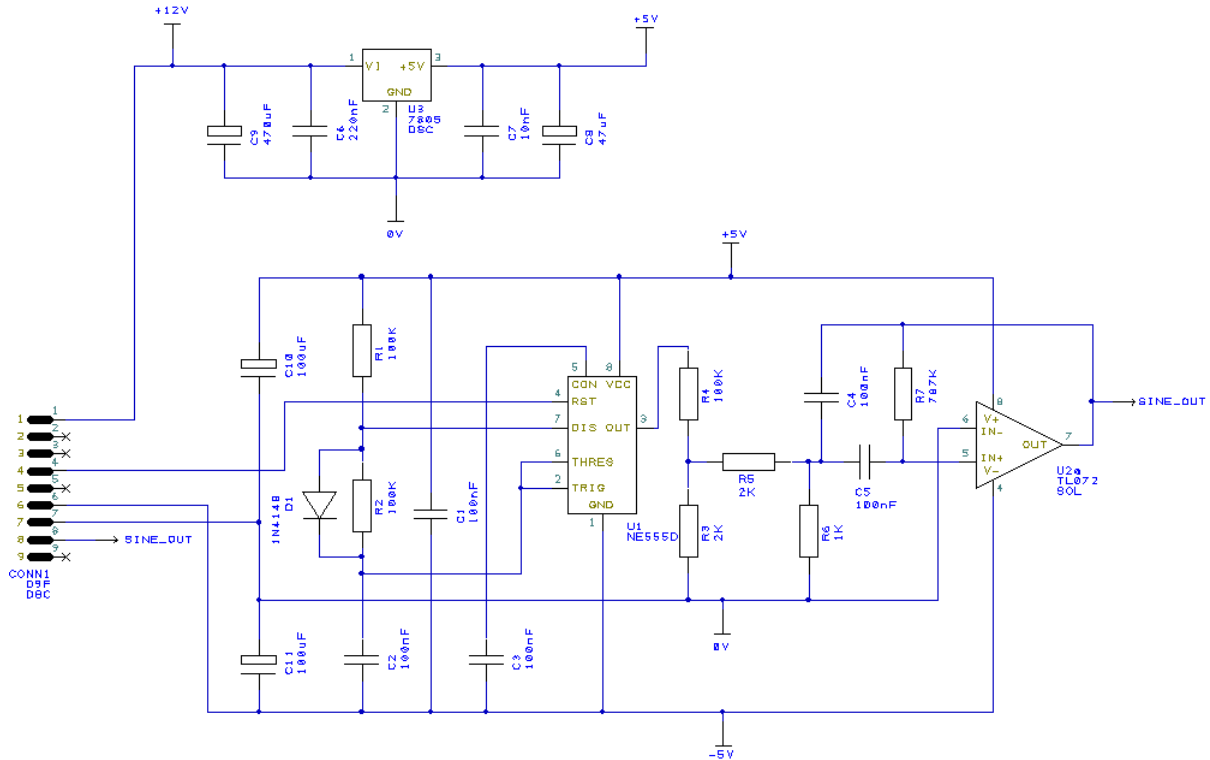 +12V
+5V
1
VI
+5V
3
GND
2
U3
7805
DSC
C9
470uF
C6
220nF
C7
10nF
C8
47uF
0V
+5V
C10
100uF
R1
100K
5
8
CON VCC
4
RST
7
DIS OUT
3
6
THRES
2
TRIG
GND
1
U1
NE555D
R4
100K
C4
100nF
R7
787K
8
V+
6
IN-
OUT
7
5
IN+
V-
4
U2a
TL072
SOL
SINE_OUT
R5
2K
C5
100nF
R3
2K
R6
1K
D1
1N4148
R2
100K
C1
100nF
1
1
2
2
3
3
4
4
5
5
6
6
7
7
8
8
SINE_OUT
9
9
CONN1
D9F
DSC
0V
C11
100uF
C2
100nF
C3
100nF
-5V